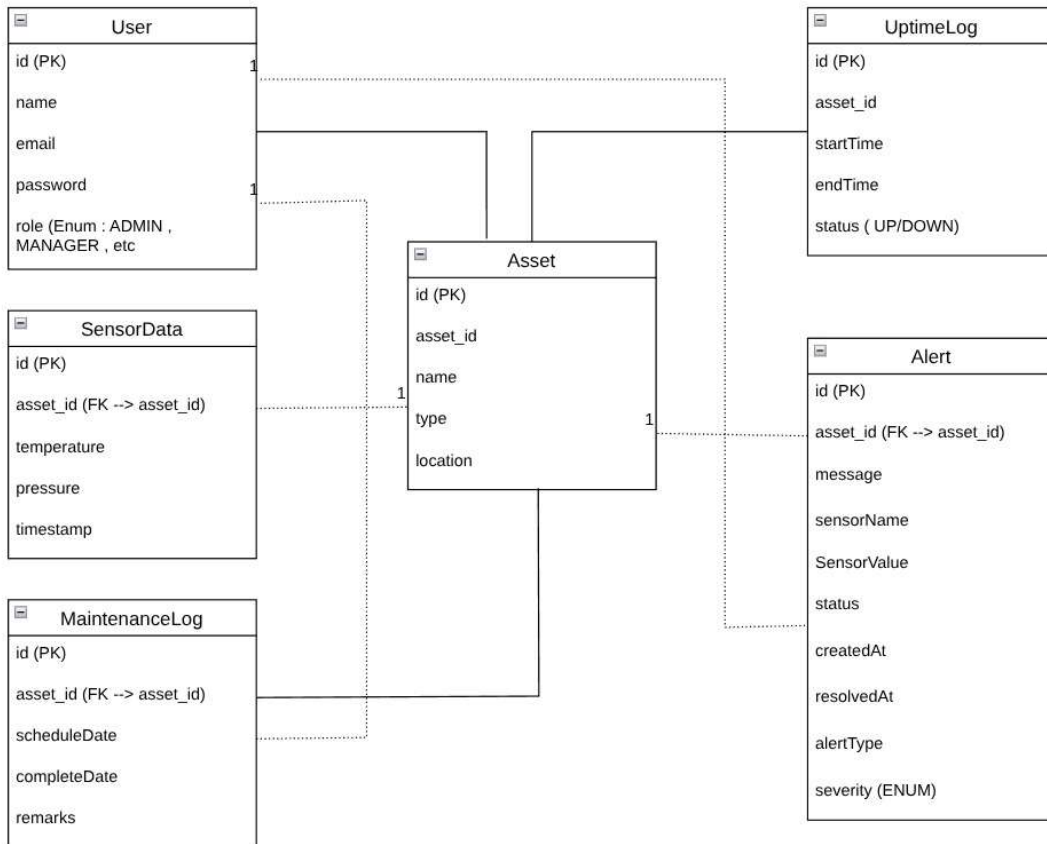 User
id (PK)
name
email
password
role (Enum : ADMIN ,
MANAGER , etc
1
1
UptimeLog
id (PK)
asset_id
startTime
endTime
status ( UP/DOWN)
Asset
id (PK)
asset_id
name
type
location
1
1
SensorData
id (PK)
asset_id (FK --> asset_id)
temperature
pressure
timestamp
Alert
id (PK)
asset_id (FK --> asset_id)
message
sensorName
SensorValue
status
createdAt
resolvedAt
alertType
severity (ENUM)
MaintenanceLog
id (PK)
asset_id (FK --> asset_id)
scheduleDate
completeDate
remarks